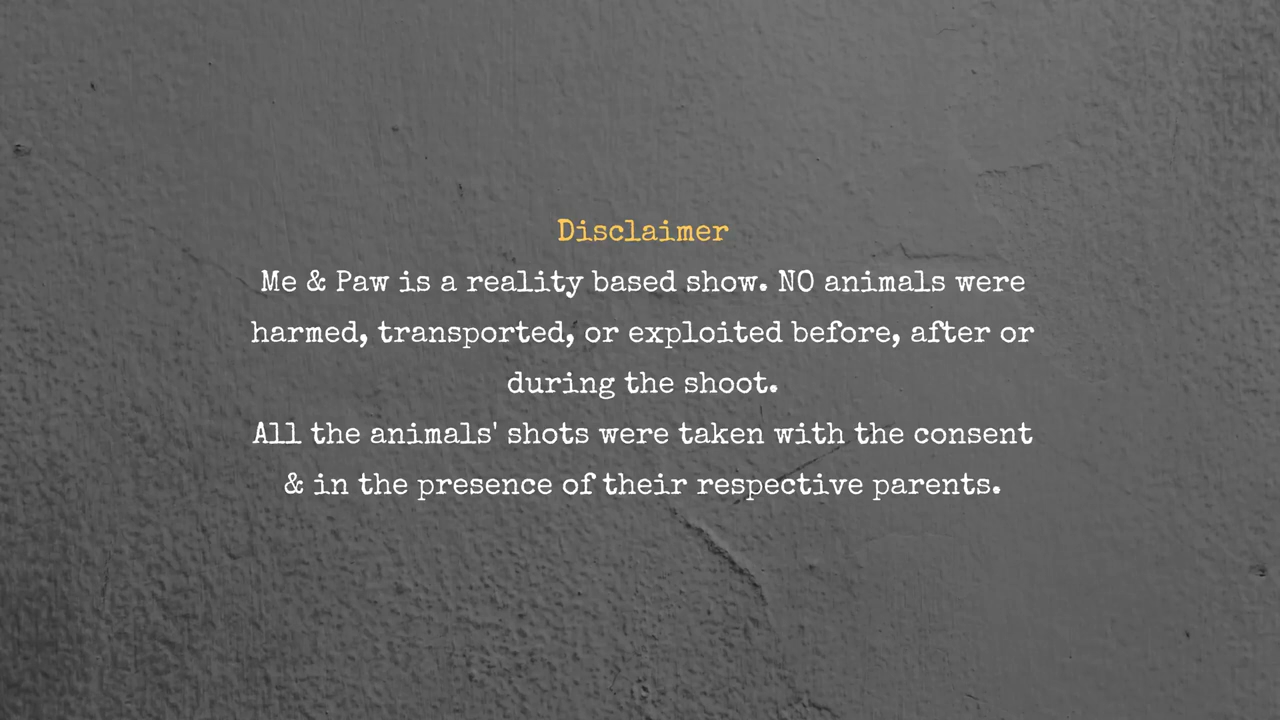 Disclaimer
Me & Paw is a reality based show. NO animals were
harmed, transported, or exploited before, after or
during the shoot.
All the animals' shots were taken with the consent
& in the presence of their respective parents.